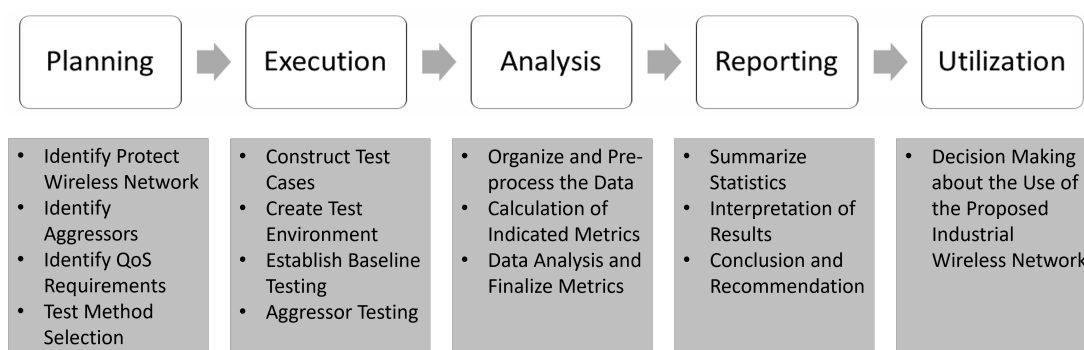 Planning
Execution
Analysis
Reporting
Utilization
• Identify Protect
Wireless Network
• Identify
Aggressors
• Identify QoS
Requirements
• Test Method
Selection
• Construct Test
Cases
• Create Test
Environment
• Establish Baseline
Testing
• Aggressor Testing
• Organize and Pre-
process the Data
• Calculation of
Indicated Metrics
• Data Analysis and
Finalize Metrics
• Summarize
Statistics
• Interpretation of
Results
• Conclusion and
Recommendation
• Decision Making
about the Use of
the Proposed
Industrial
Wireless Network